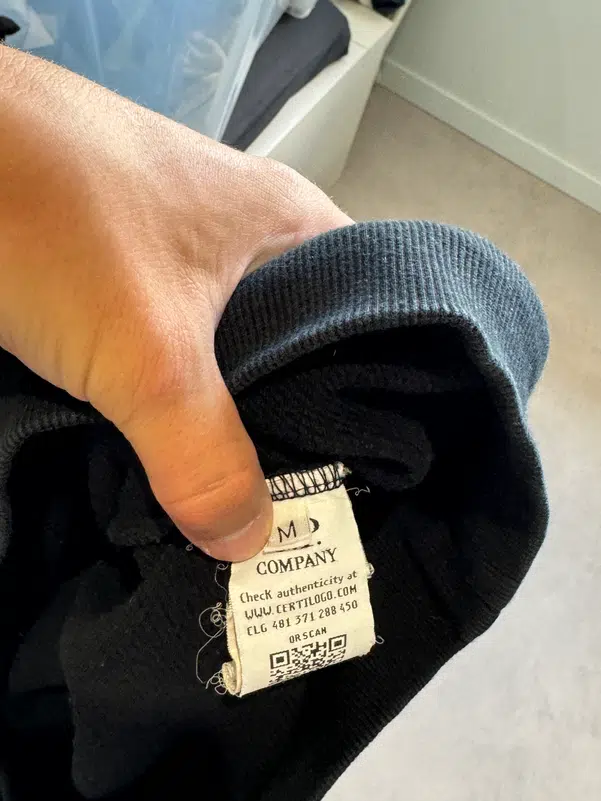 M
COMPANY
Check authenticity at
WWW.CERTILOGO.COM
CLG 481 371 288 450
OR SCAN